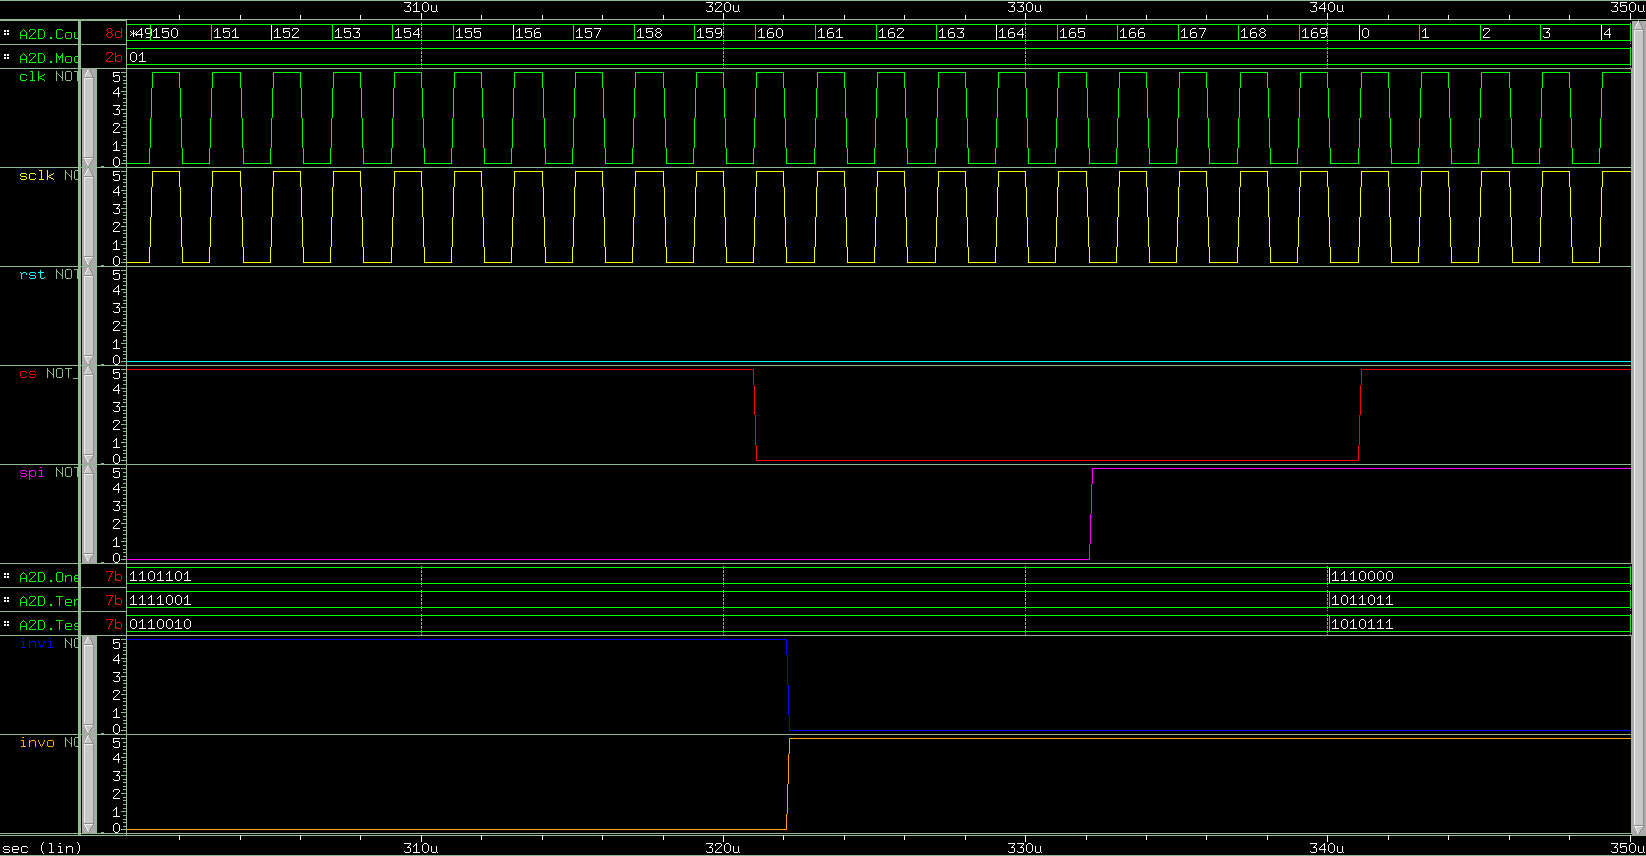 310u 320u 330u 340u 350u
A2D.Cou 8d *49 150 151 152 153 154 155 156 157 158 159 160 161 162 163 164 165 166 167 168 169 0 1 2 3 4
A2D.Mod 2b 01
clk NOT 5 4 3 2 1 0
sclk NO 5 4 3 2 1 0
rst NOT 5 4 3 2 1 0
cs NOT_ 5 4 3 2 1 0
spi NOT 5 4 3 2 1 0
A2D.One 7b 1101101 1110000
A2D.Ten 7b 1111001 1011011
A2D.Tes 7b 0110010 1010111
invi NO 5 4 3 2 1 0
invo NO 5 4 3 2 1 0
sec (lin) 310u 320u 330u 340u 350u